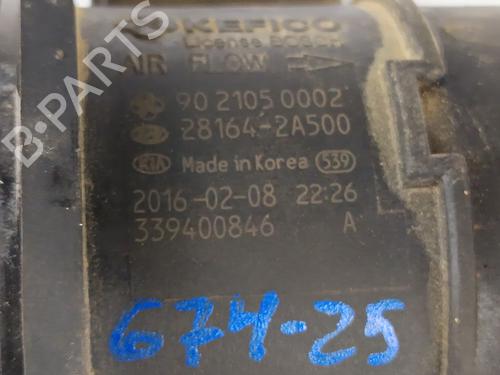 KEFICO
License BOSCH
AIR FLOW
90 2105 0002
28164-2A500
KIA Made in Korea 539
2016-02-08 22:26
339400846 A
674-25